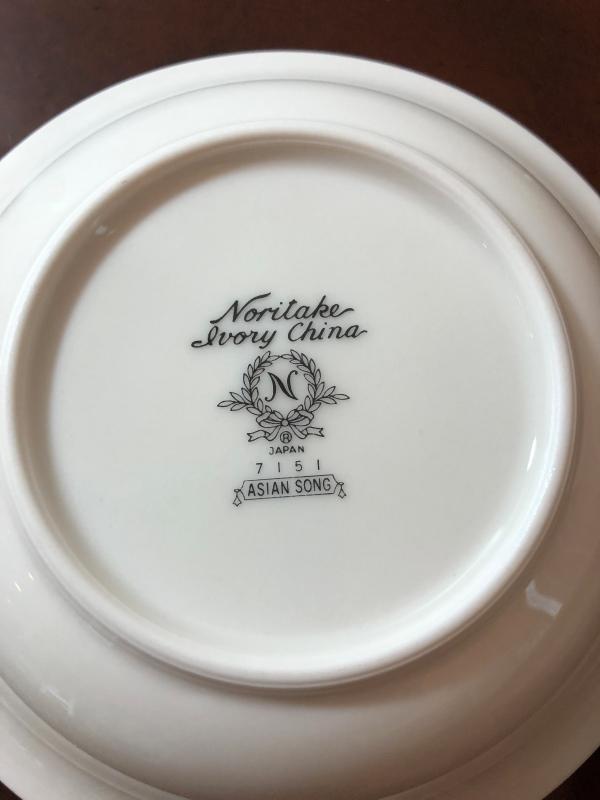 Noritake
Ivory China
N
®
JAPAN
7151
ASIAN SONG